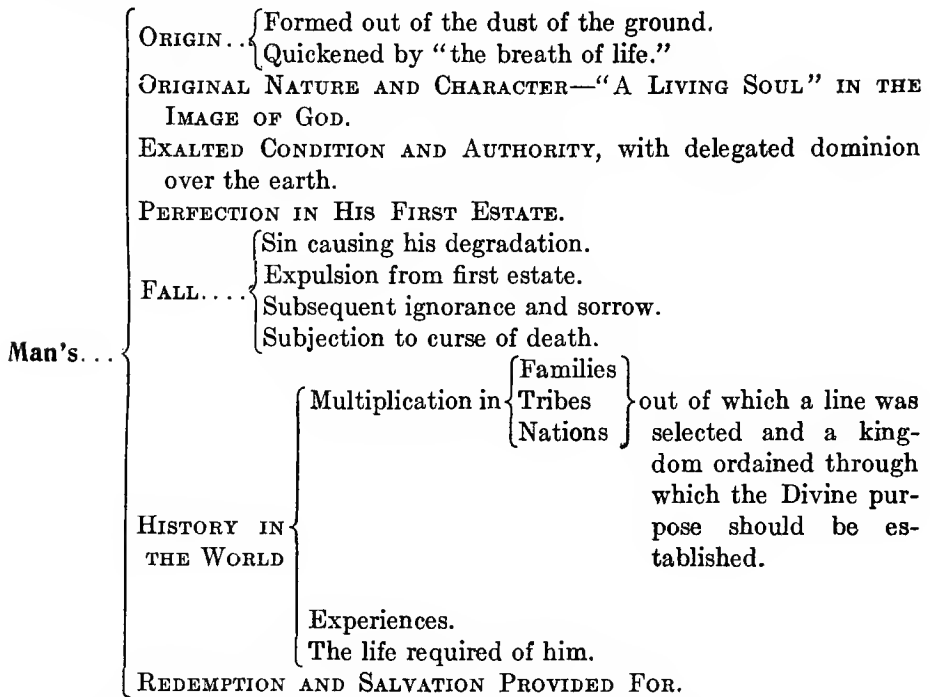 ORIGIN.. Formed out of the dust of the ground.
Quickened by “the breath of life.”
ORIGINAL NATURE AND CHARACTER—“A LIVING SOUL” IN THE
IMAGE OF GOD.
EXALTED CONDITION AND AUTHORITY, with delegated dominion
over the earth.
PERFECTION IN HIS FIRST ESTATE.
FALL....
Sin causing his degradation.
Expulsion from first estate.
Subsequent ignorance and sorrow.
Subjection to curse of death.
Man's...
HISTORY IN
THE WORLD
Multiplication in
Families
Tribes
Nations
out of which a line was
selected and a king-
dom ordained through
which the Divine pur-
pose should be es-
tablished.
Experiences.
The life required of him.
REDEMPTION AND SALVATION PROVIDED FOR.